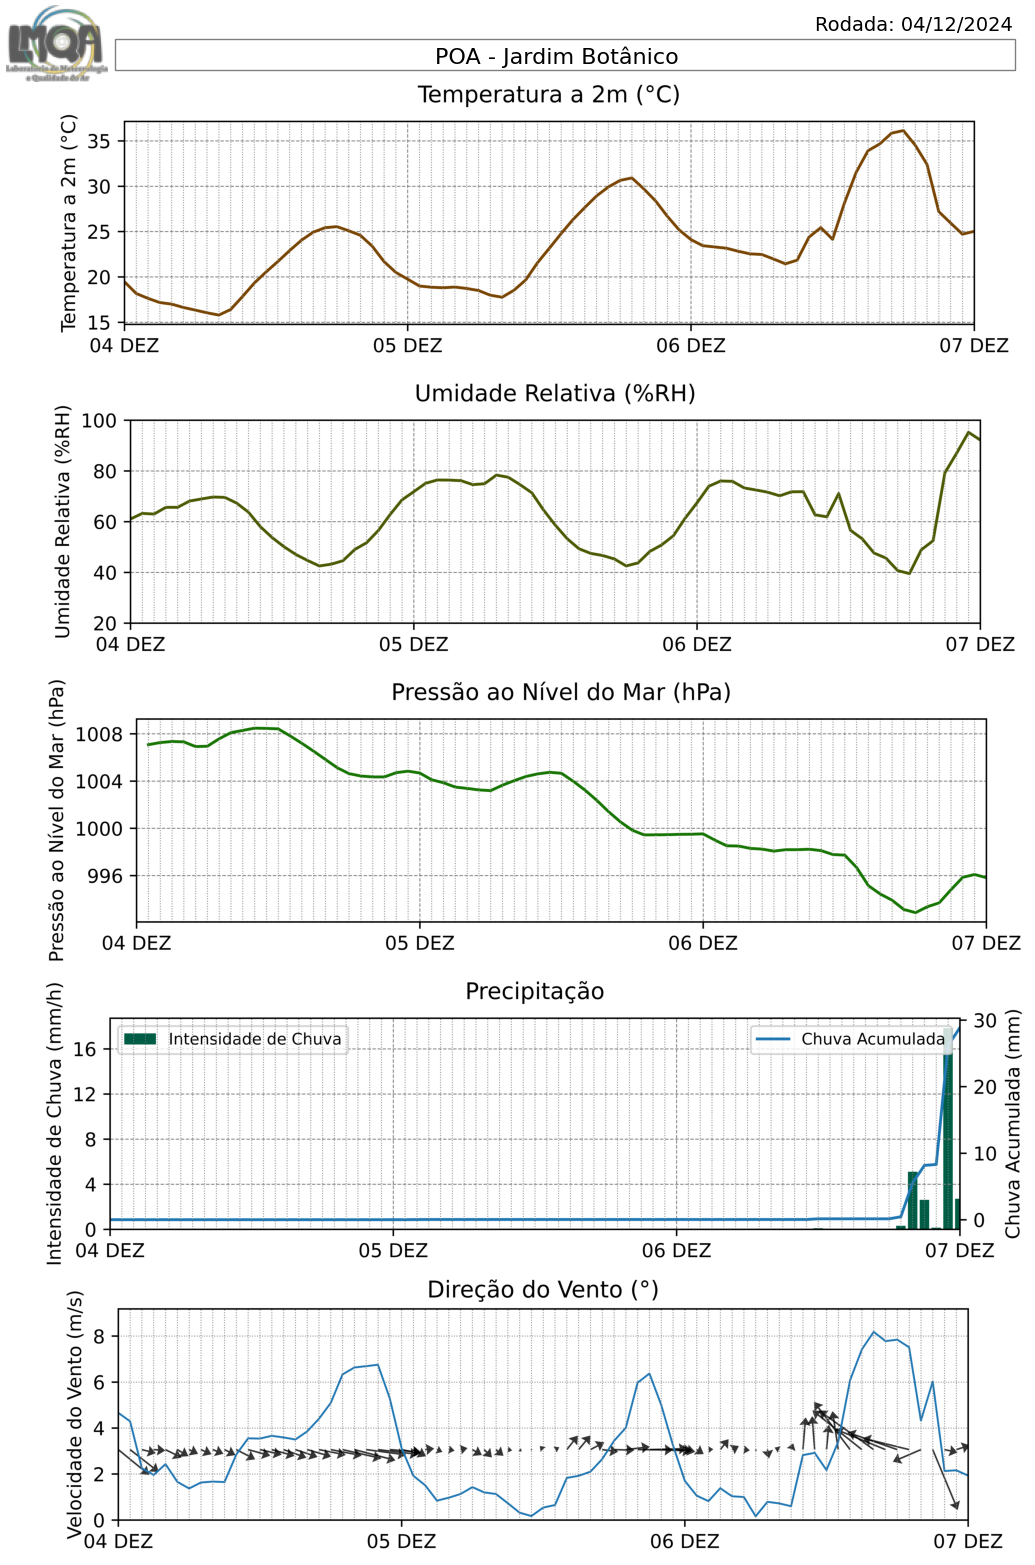 LMQA
Laboratório de Meteorologia
e Qualidade do Ar
Rodada: 04/12/2024
POA - Jardim Botânico
Temperatura a 2m (°C)
Temperatura a 2m (°C)
35
30
25
20
15
04 DEZ 05 DEZ 06 DEZ 07 DEZ
Umidade Relativa (%RH)
Umidade Relativa (%RH)
100
80
60
40
20
04 DEZ 05 DEZ 06 DEZ 07 DEZ
Pressão ao Nível do Mar (hPa)
Pressão ao Nível do Mar (hPa)
1008
1004
1000
996
04 DEZ 05 DEZ 06 DEZ 07 DEZ
Precipitação
Intensidade de Chuva (mm/h)
16
12
8
4
0
Intensidade de Chuva
Chuva Acumulada
30
20
10
0
Chuva Acumulada (mm)
04 DEZ 05 DEZ 06 DEZ 07 DEZ
Direção do Vento (°)
Velocidade do Vento (m/s)
8
6
4
2
0
04 DEZ 05 DEZ 06 DEZ 07 DEZ